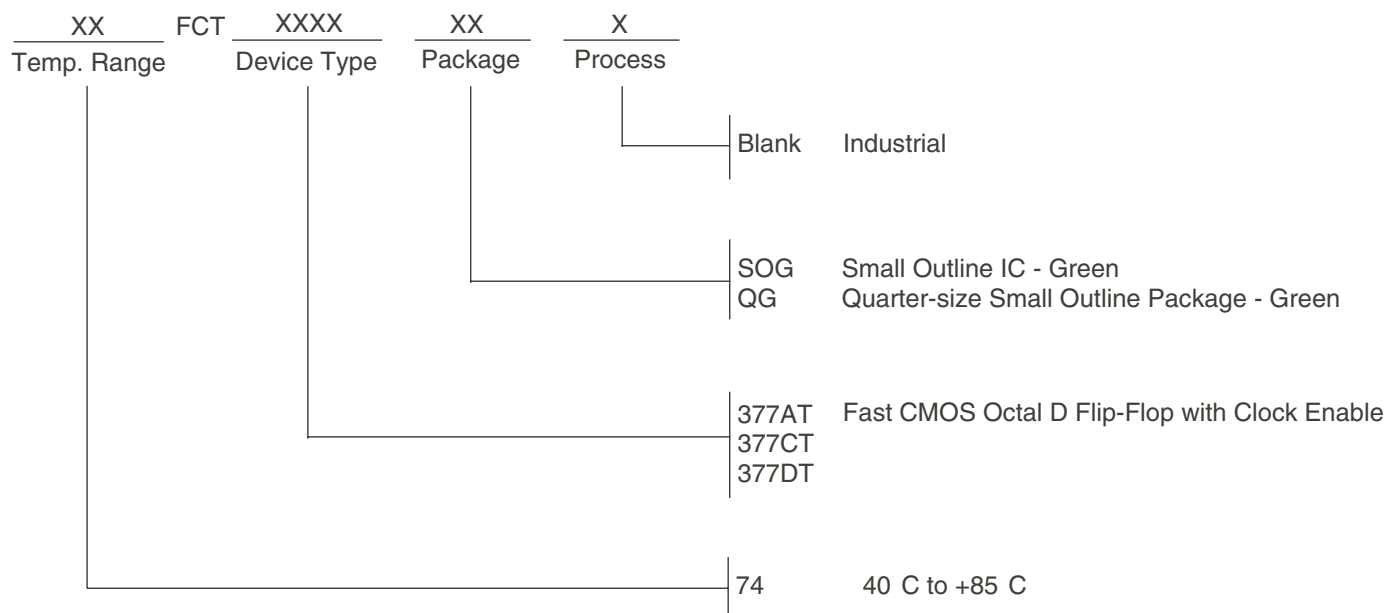 XX FCT XXXX XX X
Temp. Range Device Type Package Process
Blank Industrial
SOG Small Outline IC - Green
QG Quarter-size Small Outline Package - Green
377AT Fast CMOS Octal D Flip-Flop with Clock Enable
377CT
377DT
74 40 C to +85 C